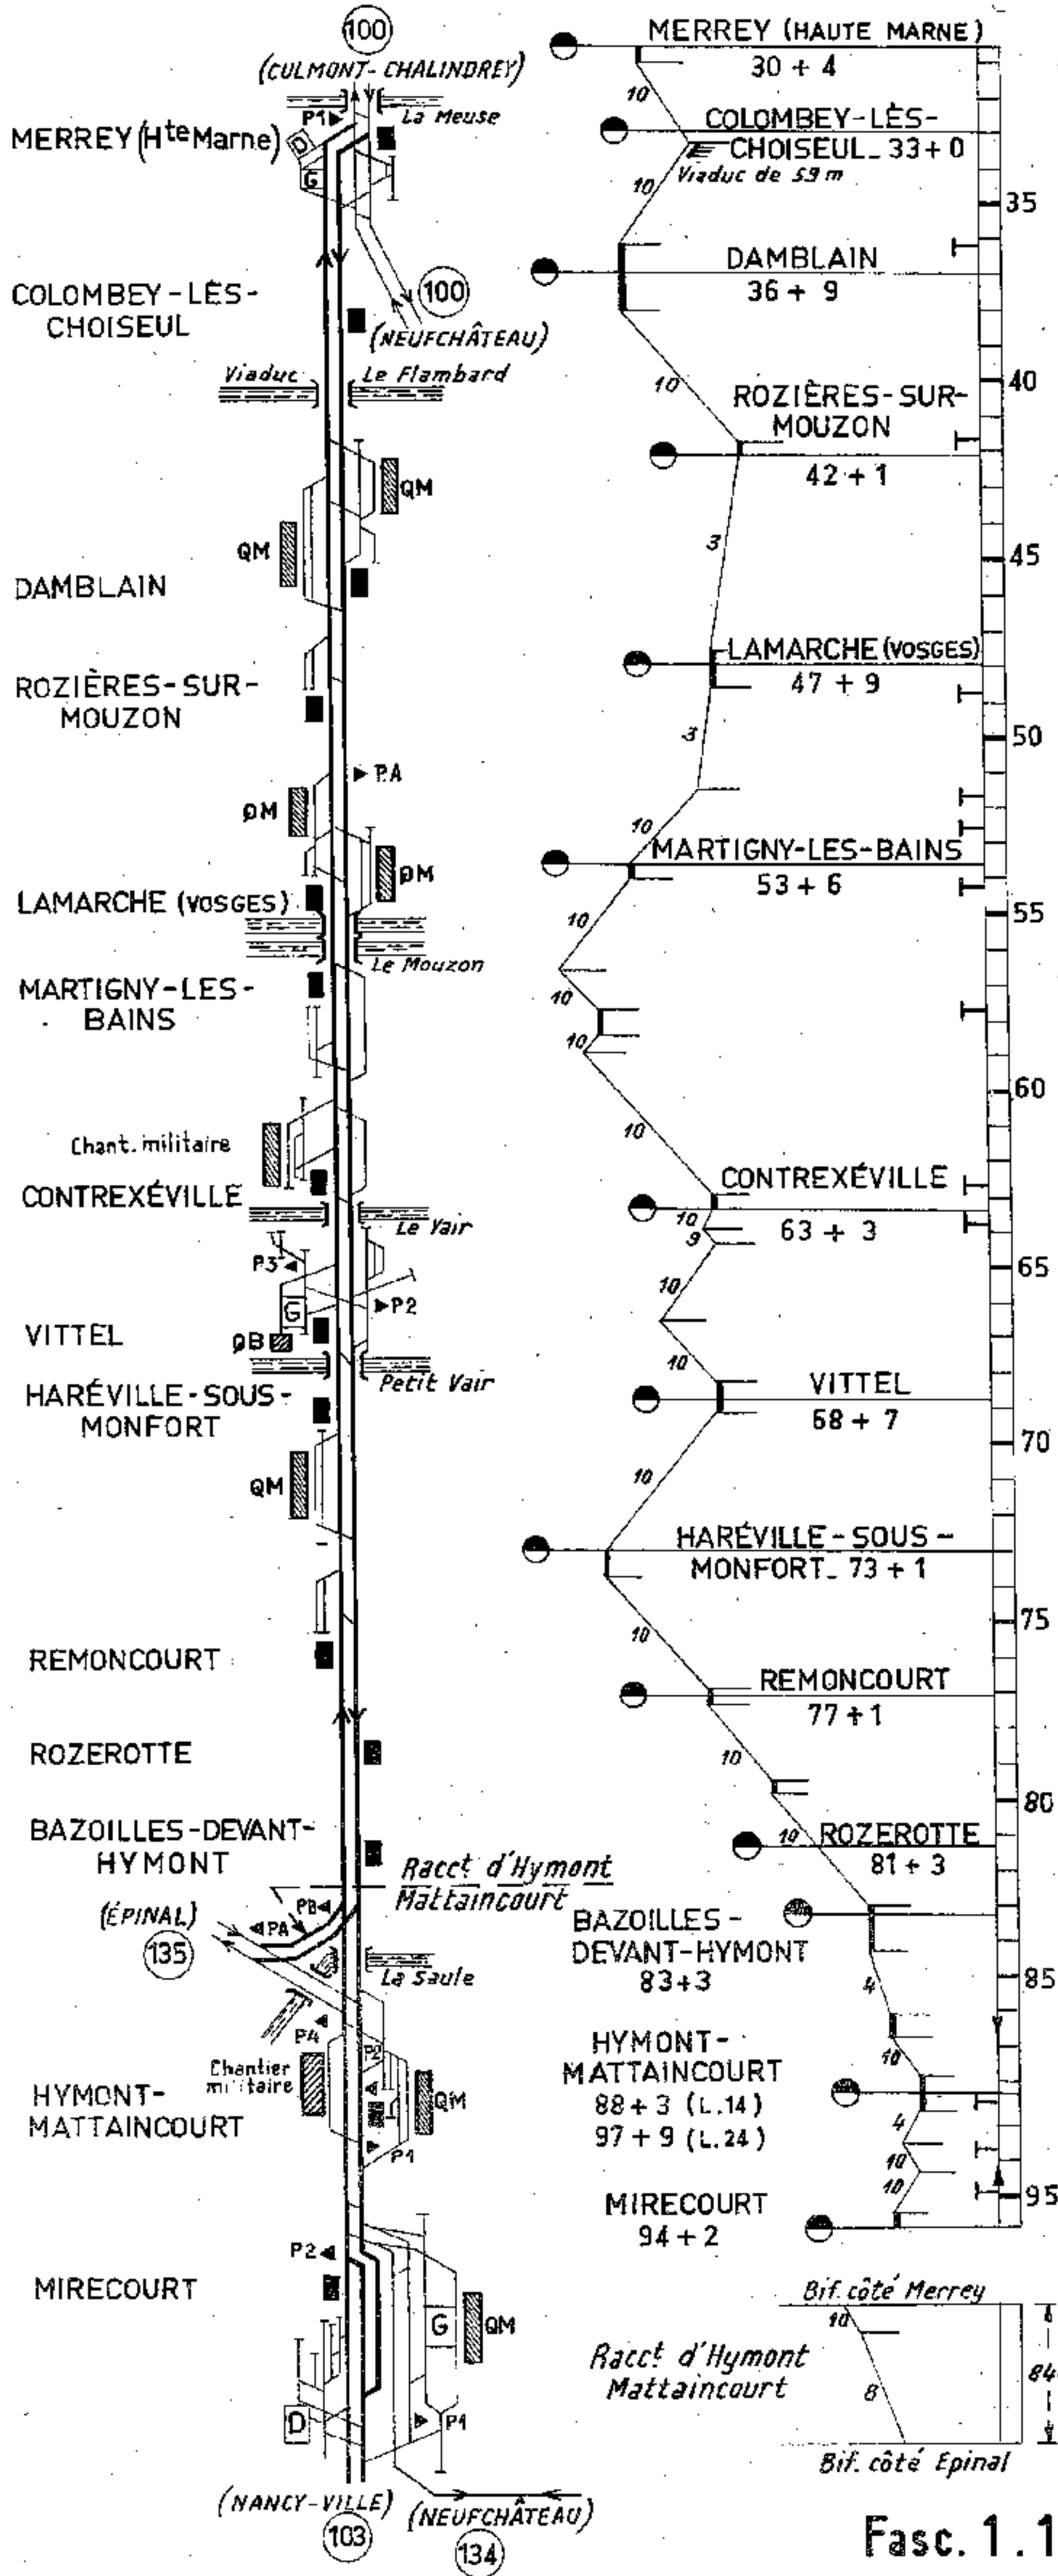 100
(CULMONT-CHALINDREY)
P1
La Meuse
MERREY (Hte Marne)
D
G
COLOMBEY-LÈS-
CHOISEUL
100
(NEUFCHÂTEAU)
Viaduc
Le Flambard
QM
QM
DAMBLAIN
ROZIÈRES-SUR-
MOUZON
PA
QM
QM
LAMARCHE (VOSGES)
Le Mouzon
MARTIGNY-LES-
BAINS
Chant. militaire
CONTREXÉVILLE
Le Vair
P3
G
P2
VITTEL
QB
Petit Vair
HARÉVILLE-SOUS-
MONFORT
QM
REMONCOURT
ROZEROTTE
BAZOILLES-DEVANT-
HYMONT
Racct d'Hymont
Mattaincourt
PB
(ÉPINAL)
PA
135
La Saule
P4
P2
Chantier
militaire
QM
HYMONT-
MATTAINCOURT
P1
P2
MIRECOURT
G
QM
D
P1
(NANCY-VILLE)
103
(NEUFCHÂTEAU)
134
MERREY (HAUTE MARNE)
30 + 4
10
COLOMBEY-LÈS-
CHOISEUL_ 33+0
Viaduc de 59 m
10
35
DAMBLAIN
36 + 9
10
40
ROZIÈRES-SUR-
MOUZON
42 + 1
3
45
LAMARCHE (VOSGES)
47 + 9
3
50
10
MARTIGNY-LES-BAINS
53 + 6
10
55
10
10
60
10
CONTREXÉVILLE
63 + 3
10
9
65
10
10
VITTEL
68 + 7
70
10
HARÉVILLE-SOUS-
MONFORT_ 73 + 1
75
10
REMONCOURT
77 + 1
10
80
10
ROZEROTTE
81 + 3
BAZOILLES-
DEVANT-HYMONT
83+3
85
4
10
HYMONT-
MATTAINCOURT
88+3 (L.14)
97+9 (L.24)
4
10
10
95
MIRECOURT
94 + 2
Bif. côté Merrey
10
Racct d'Hymont
Mattaincourt
8
84
Bif. côté Epinal
Fasc. 1.1